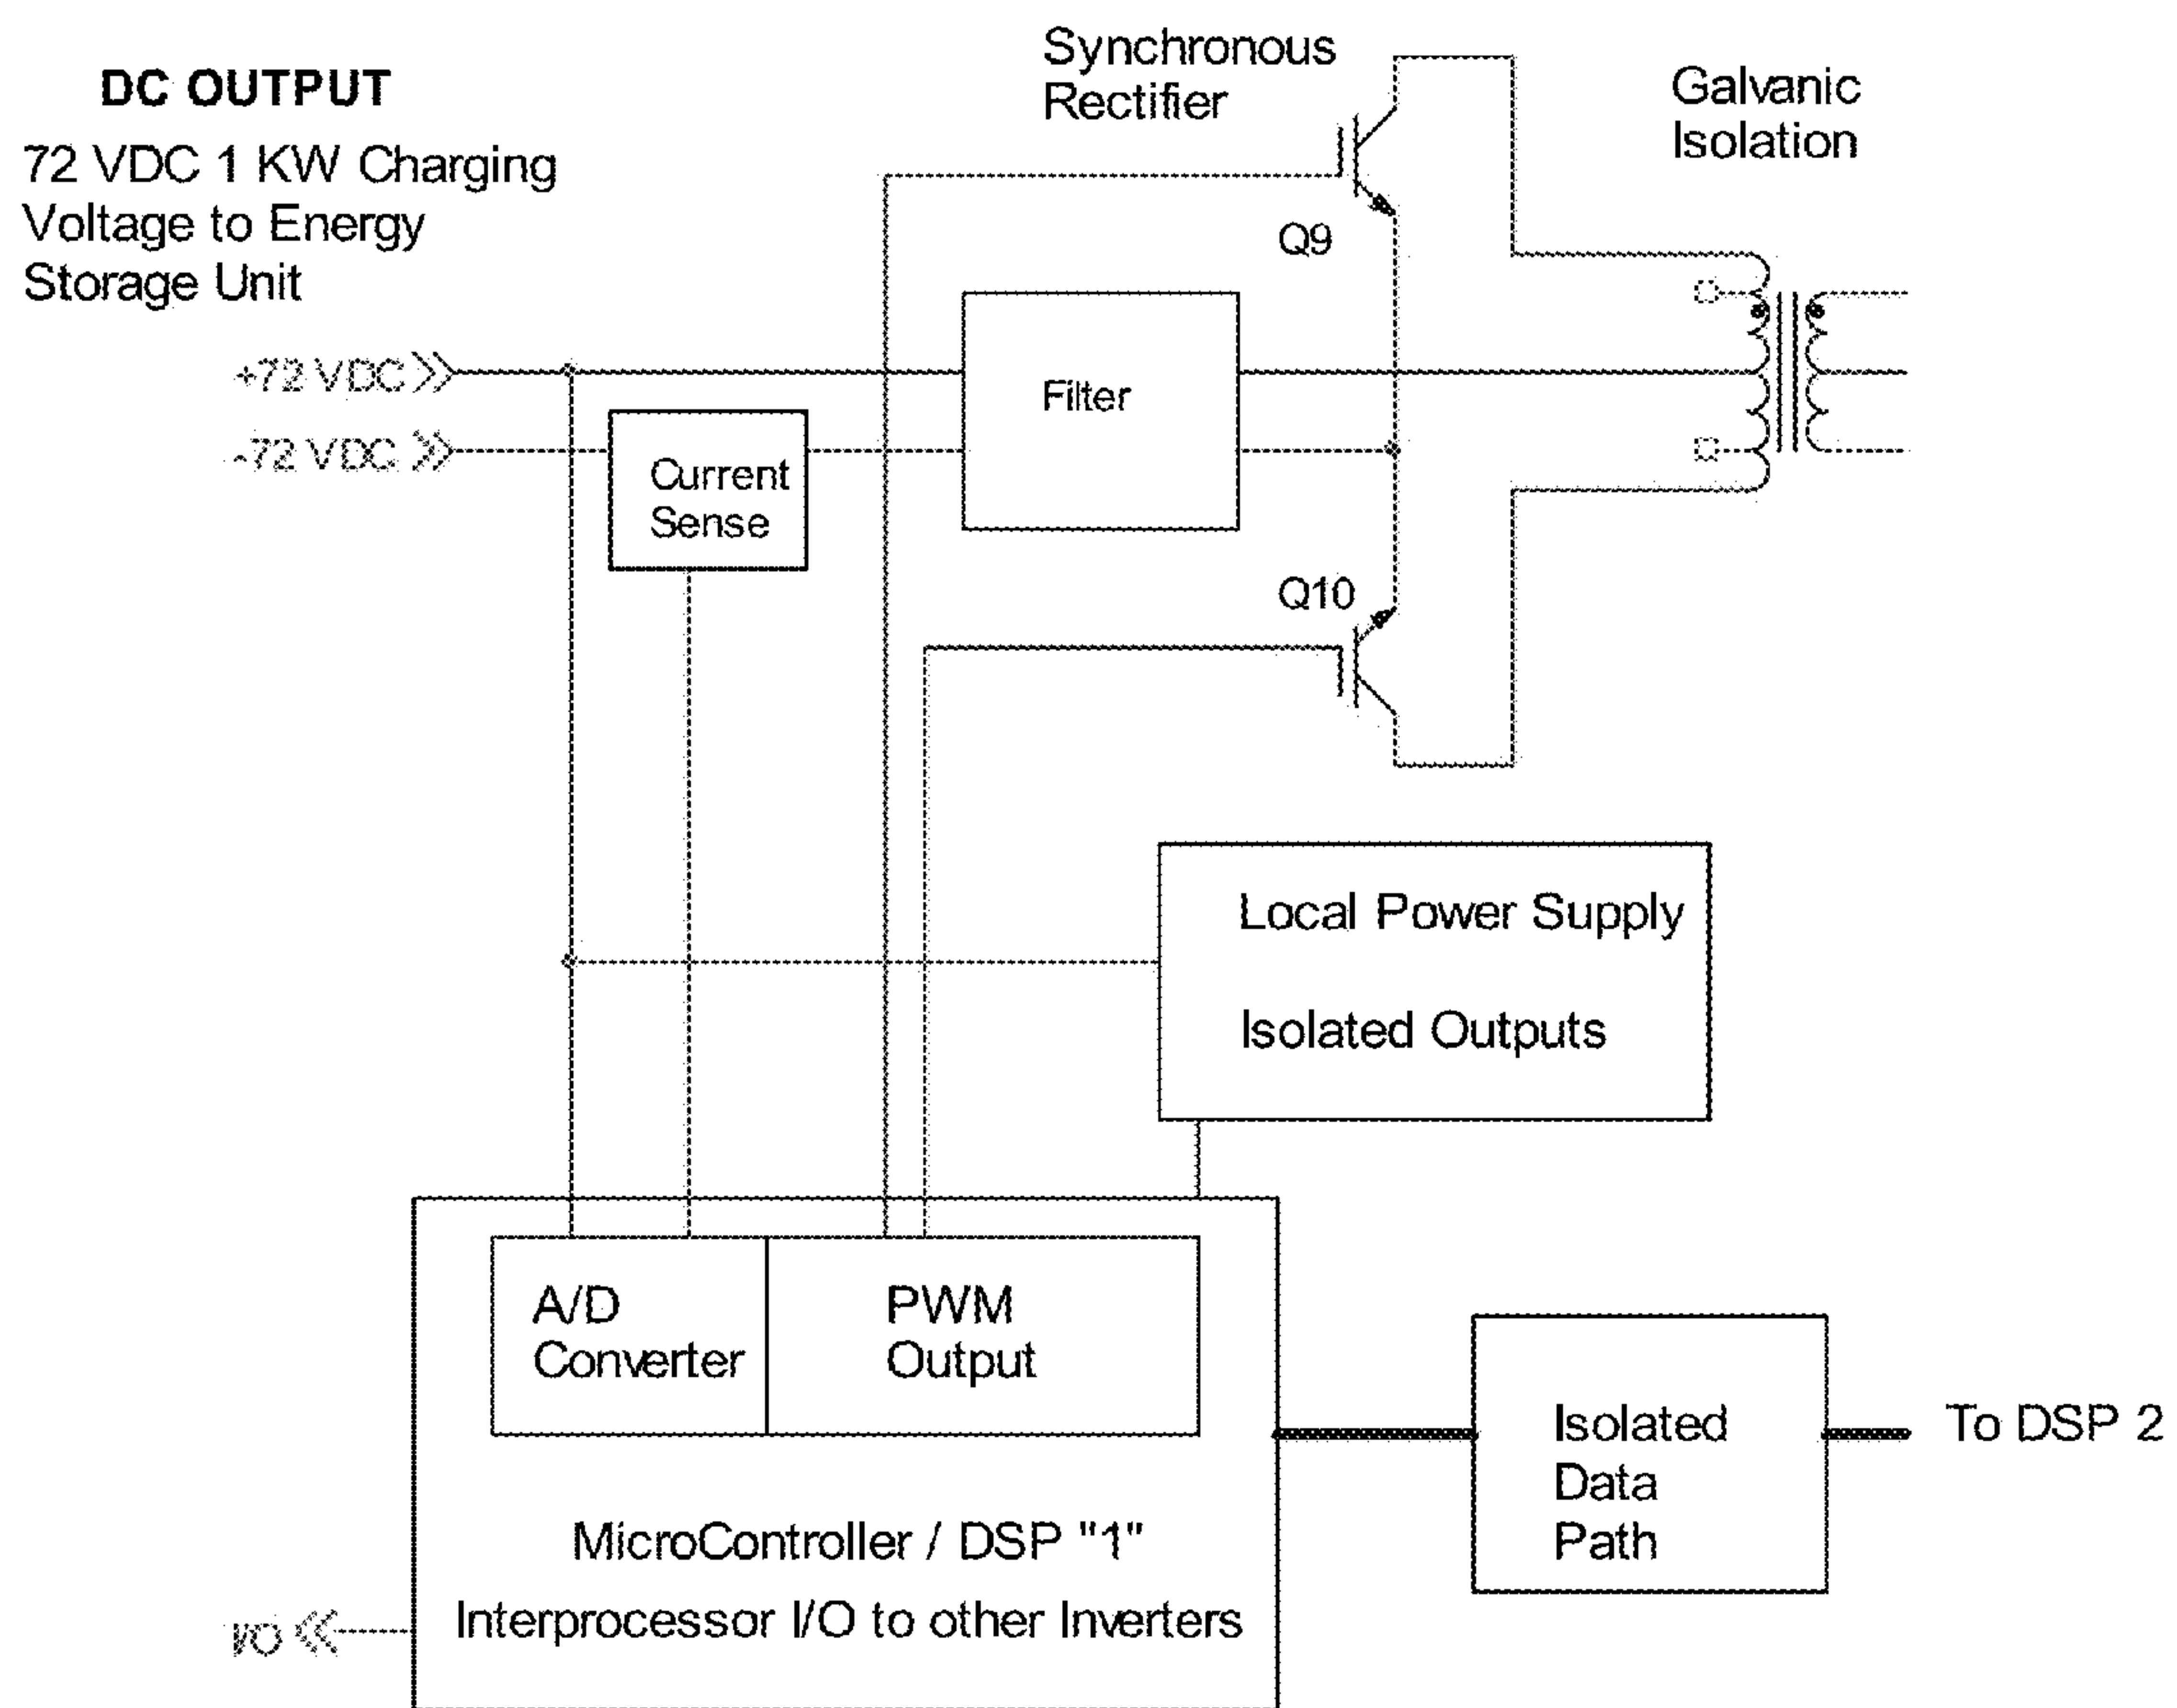 DC OUTPUT
72 VDC 1 KW Charging
Voltage to Energy
Storage Unit
Synchronous
Rectifier
Galvanic
Isolation
Q9
+72 VDC
-72 VDC
Filter
Current
Sense
Q10
Local Power Supply
Isolated Outputs
A/D
Converter
PWM
Output
Isolated
Data
Path
To DSP 2
MicroController / DSP "1"
Interprocessor I/O to other Inverters
I/O